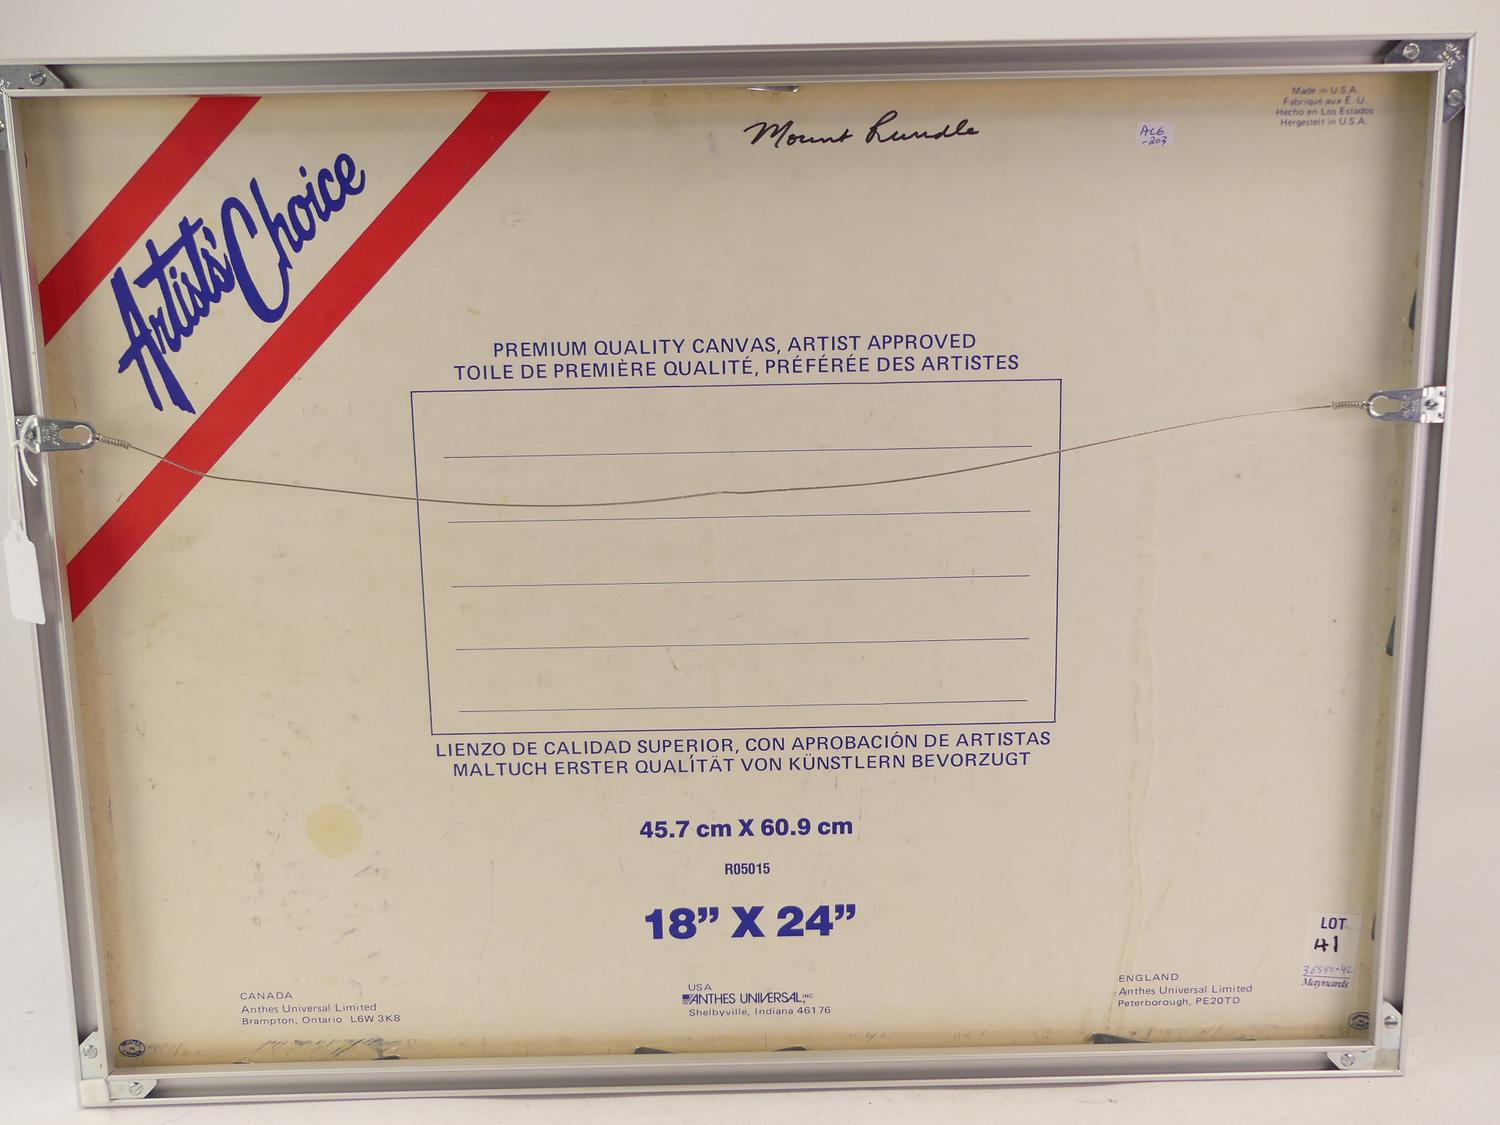 Mount Rundle
AC6
-203
Made in U.S.A.
Fabriqué aux É.-U.
Hecho en Los Estados
Hergestelt in U.S.A.
Artist's Choice
PREMIUM QUALITY CANVAS, ARTIST APPROVED
TOILE DE PREMIÈRE QUALITÉ, PRÉFÉRÉE DES ARTISTES
LIENZO DE CALIDAD SUPERIOR, CON APROBACIÓN DE ARTISTAS
MALTUCH ERSTER QUALITÄT VON KÜNSTLERN BEVORZUGT
45.7 cm X 60.9 cm
R05015
18" X 24"
LOT
41
Maynards
CANADA
Anthes Universal Limited
Brampton, Ontario L6W 3K8
USA
ANTHES UNIVERSAL, INC.
Shelbyville, Indiana 46176
ENGLAND
Anthes Universal Limited
Peterborough, PE20TD